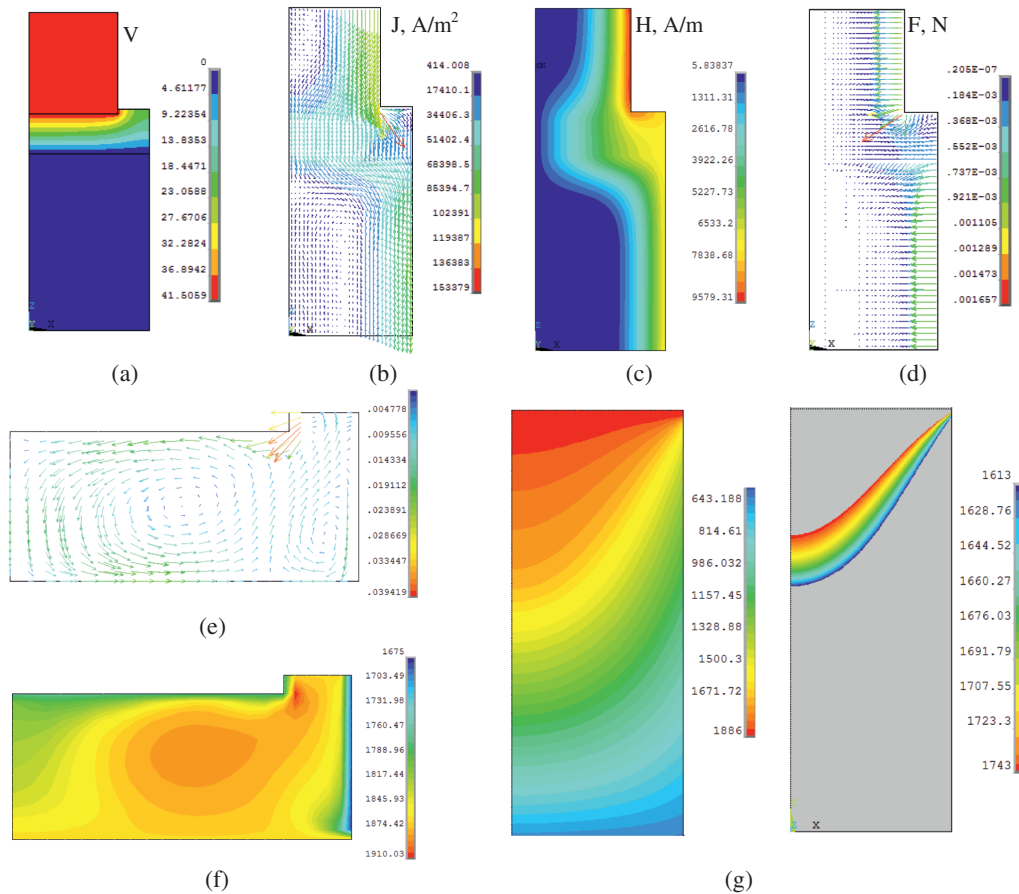 V
0
4.61177
9.22354
13.8353
18.4471
23.0588
27.6706
32.2824
36.8942
41.5059
Z
Y X
(a)
J, A/m²
414.008
17410.1
34406.3
51402.4
68398.5
85394.7
102391
119387
136383
153379
Z
X
(b)
H, A/m
5.83837
1311.31
2616.78
3922.26
5227.73
6533.2
7838.68
9579.31
Z
Y X
(c)
F, N
.205E-07
.184E-03
.368E-03
.552E-03
.737E-03
.921E-03
.001105
.001289
.001473
.001657
Z
Y X
(d)
.004778
.009556
.014334
.019112
.023891
.028669
.033447
.039419
(e)
1675
1703.49
1731.98
1760.47
1788.96
1817.44
1845.93
1874.42
1910.03
(f)
643.188
814.61
986.032
1157.45
1328.88
1500.3
1671.72
1886
1613
1628.76
1644.52
1660.27
1676.03
1691.79
1707.55
1723.3
1743
Z X
(g)